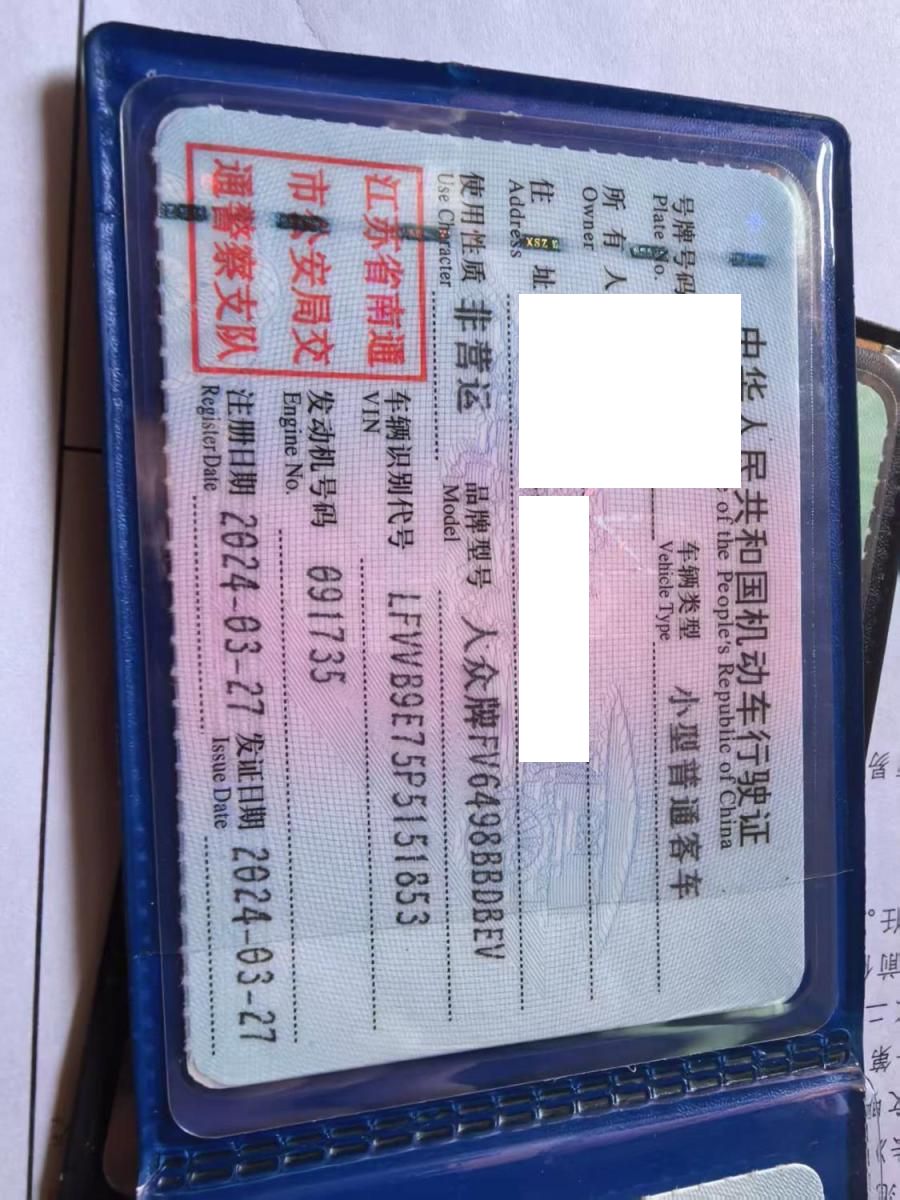 中华人民共和国机动车行驶证
of the People's Republic of China
号牌号码
Plate No.
车辆类型 小型普通客车
Vehicle Type
所有人
Owner
住址
Address
使用性质 非营运
Use Character
品牌型号 大众牌FV6498BBDBEV
Model
江苏省南通
市公安局交
通警察支队
车辆识别代号 LFVVB9E75P5151853
VIN
发动机号码 091735
Engine No.
注册日期 2024-03-27
Register Date
发证日期 2024-03-27
Issue Date